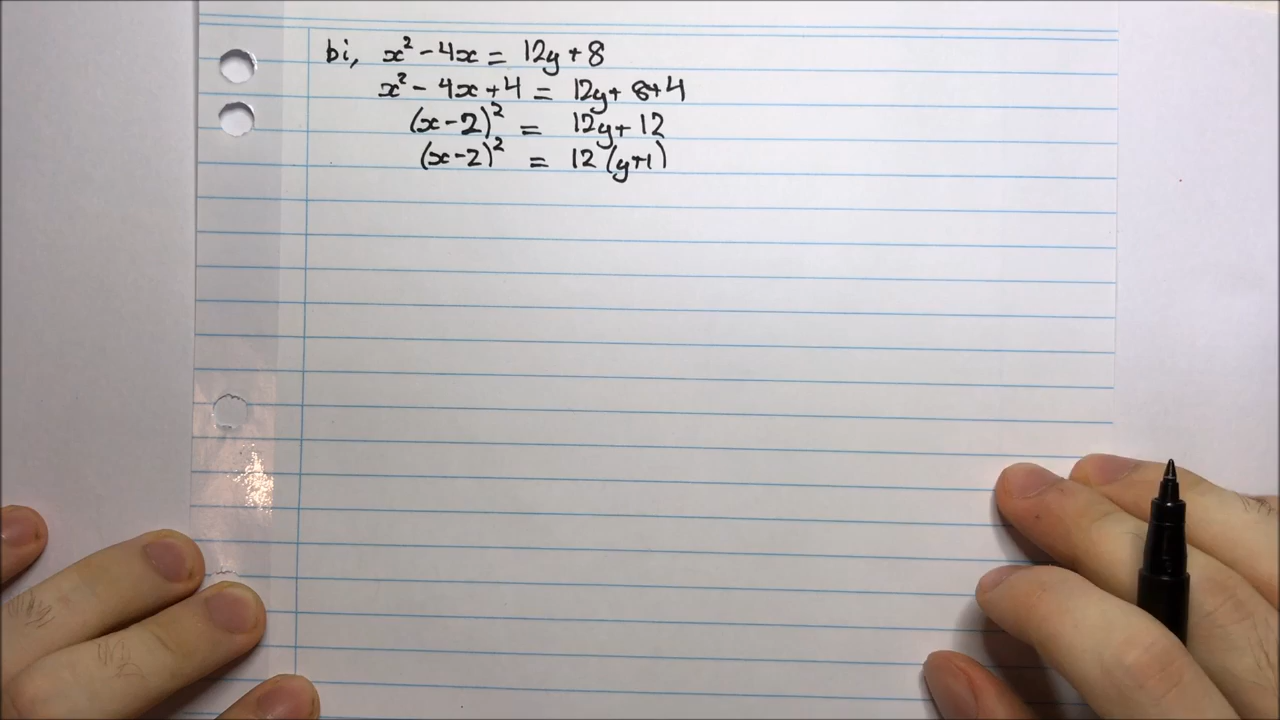 bi, x² - 4x = 12y + 8
x² - 4x + 4 = 12y + 8 + 4
(x - 2)² = 12y + 12
(x - 2)² = 12 (y + 1)